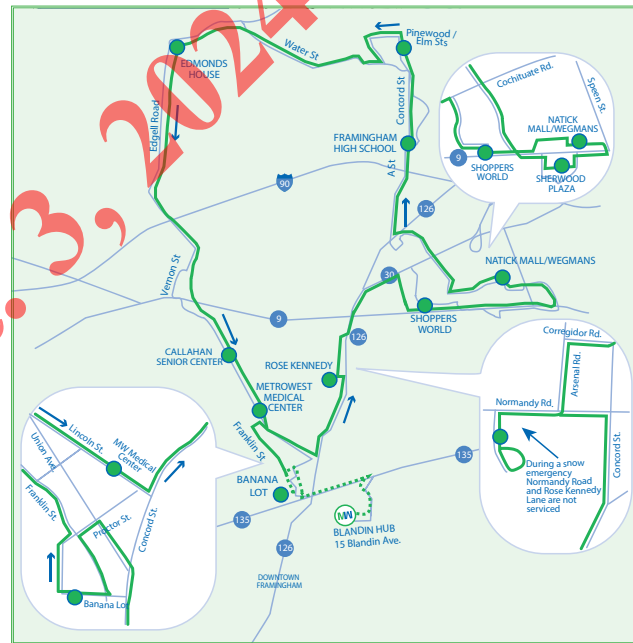 Pinewood /
Elm Sts
Water St
EDMONDS
HOUSE
Concord St
Cochituate Rd.
Speen St.
NATICK
MALL/WEGMANS
9
SHOPPERS
WORLD
SHERWOOD
PLAZA
Edgell Road
FRAMINGHAM
HIGH SCHOOL
A St
90
126
3, 2024
Vernon St
30
NATICK MALL/WEGMANS
9
SHOPPERS
WORLD
126
CALLAHAN
SENIOR CENTER
ROSE KENNEDY
METROWEST
MEDICAL
CENTER
Franklin St
Corregidor Rd.
Arsenal Rd.
Normandy Rd.
Concord St.
During a snow
emergency
Normandy Road
and Rose Kennedy
Lane are not
serviced
Lincoln St.
MW Medical
Center
Union Ave.
Franklin St.
Proctor St.
Concord St.
Banana Lot
BANANA
LOT
135
135
MW
BLANDIN HUB
15 Blandin Ave.
126
DOWNTOWN
FRAMINGHAM